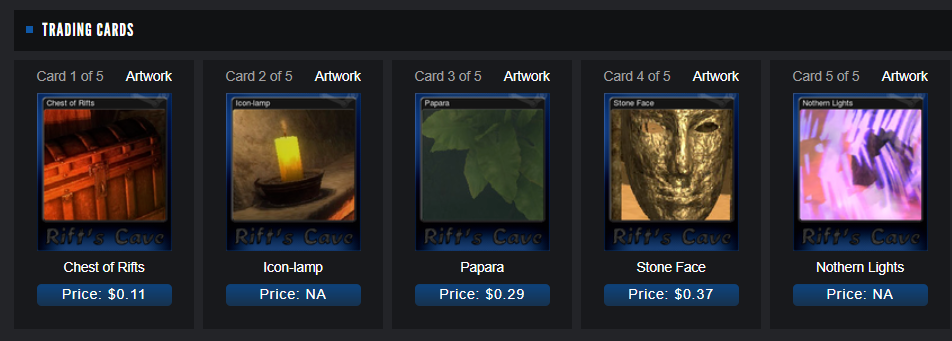 TRADING CARDS
Card 1 of 5 Artwork
Chest of Rifts
Rift's Cave
Chest of Rifts
Price: $0.11
Card 2 of 5 Artwork
Icon-lamp
Rift's Cave
Icon-lamp
Price: NA
Card 3 of 5 Artwork
Papara
Rift's Cave
Papara
Price: $0.29
Card 4 of 5 Artwork
Stone Face
Rift's Cave
Stone Face
Price: $0.37
Card 5 of 5 Artwork
Nothern Lights
Rift's Cave
Nothern Lights
Price: NA